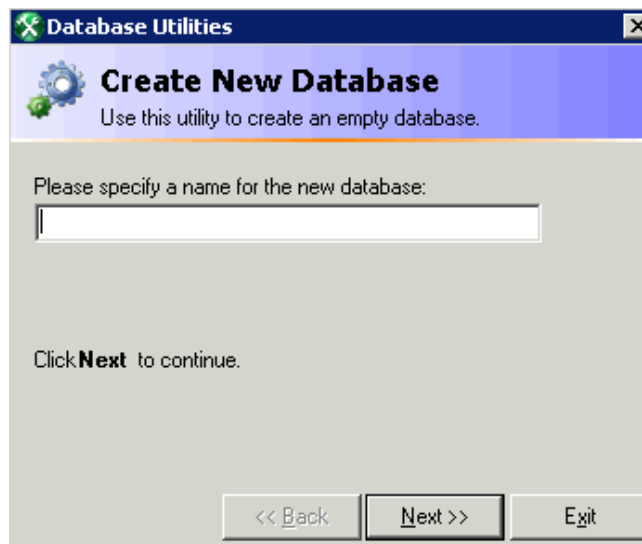 Database Utilities
Create New Database
Use this utility to create an empty database.
Please specify a name for the new database:
Click Next to continue.
<< Back
Next >>
Exit